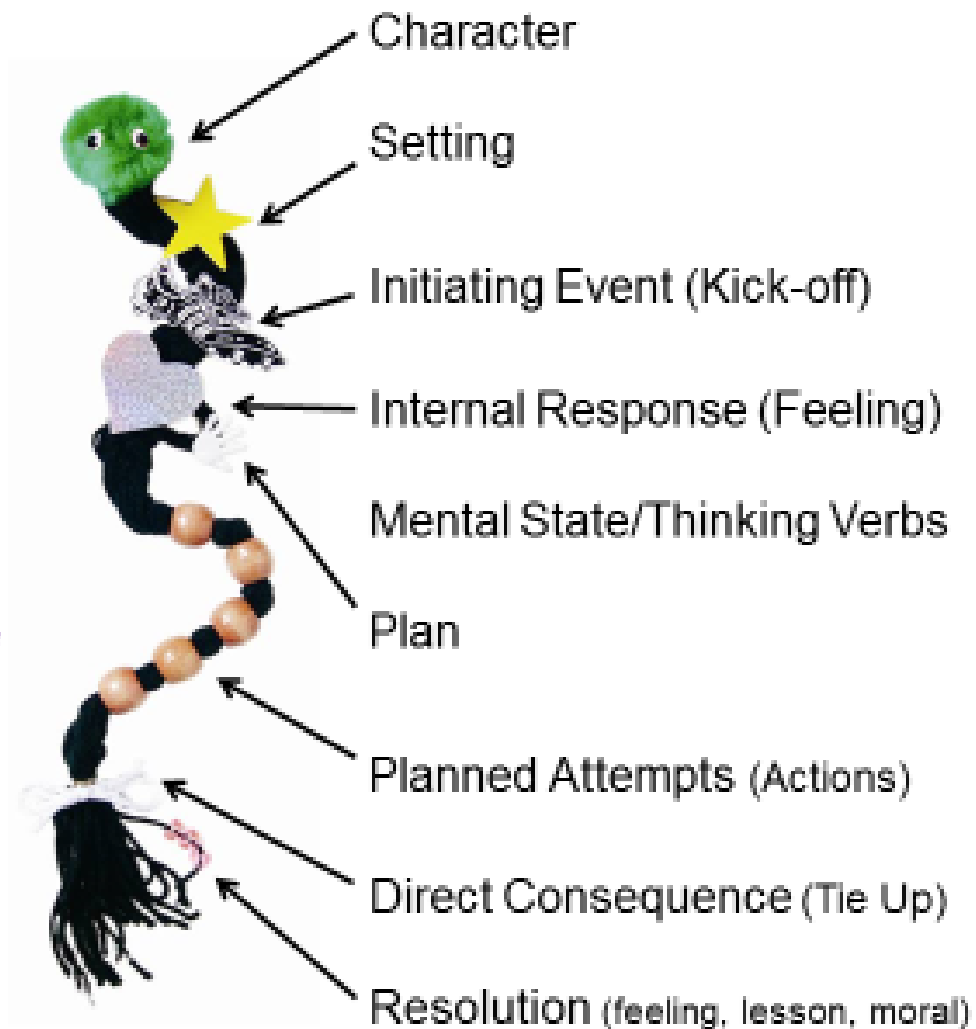 Character
Setting
Initiating Event (Kick-off)
Internal Response (Feeling)
Mental State/Thinking Verbs
Plan
Planned Attempts (Actions)
Direct Consequence (Tie Up)
Resolution (feeling, lesson, moral)